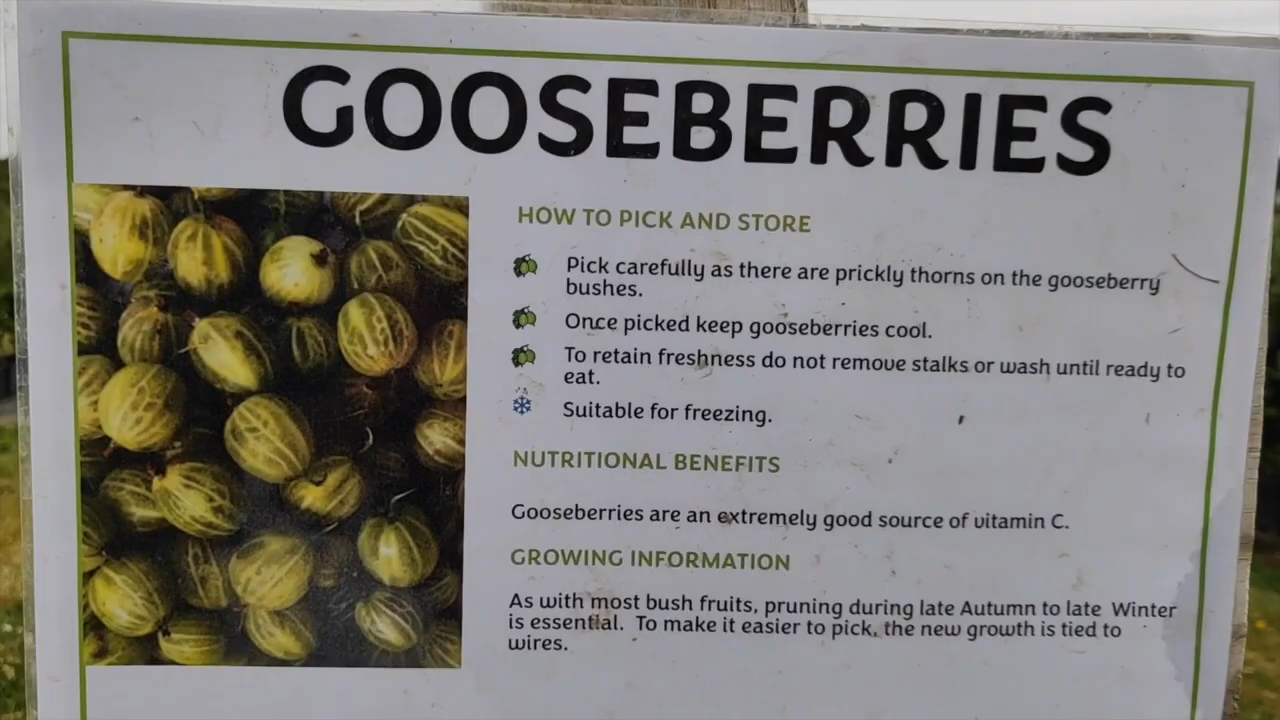 GOOSEBERRIES
HOW TO PICK AND STORE
Pick carefully as there are prickly thorns on the gooseberry
bushes.
Once picked keep gooseberries cool.
To retain freshness do not remove stalks or wash until ready to
eat.
Suitable for freezing.
NUTRITIONAL BENEFITS
Gooseberries are an extremely good source of vitamin C.
GROWING INFORMATION
As with most bush fruits, pruning during late Autumn to late Winter
is essential. To make it easier to pick, the new growth is tied to
wires.